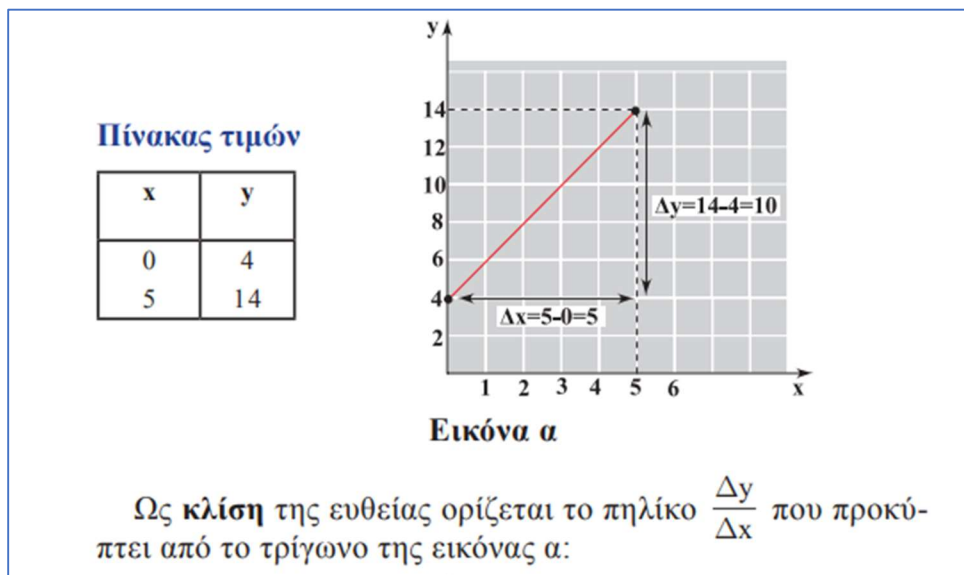 y
14
12
10
8
6
4
2
Δy=14-4=10
Δx=5-0=5
1 2 3 4 5 6 x
Πίνακας τιμών
x y
0 4
5 14
Εικόνα α
Ως κλίση της ευθείας ορίζεται το πηλίκο Δy/Δx που προκύ-
πτει από το τρίγωνο της εικόνας α: